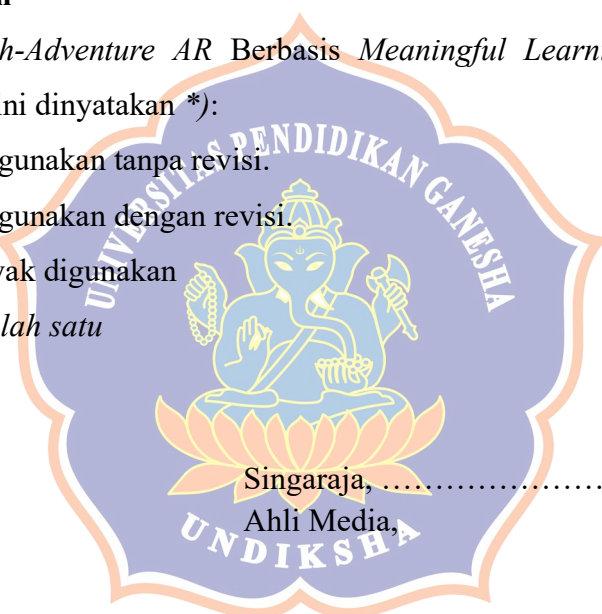 h-Adventure AR Berbasis Meaningful Learn
ini dinyatakan *):
gunakan tanpa revisi.
gunakan dengan revisi.
yak digunakan
lah satu
Singaraja, ……………………
Ahli Media,
UNIVERSITAS PENDIDIKAN GANESHA
UNDIKSHA